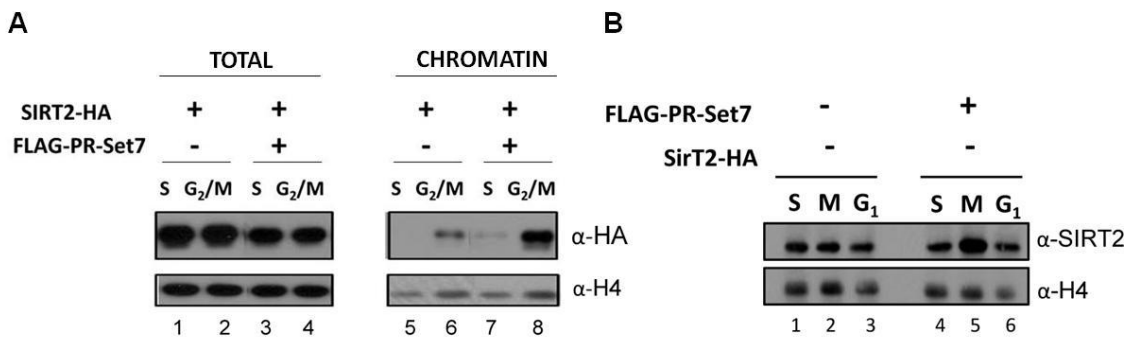 A
TOTAL CHROMATIN
SIRT2-HA + + + +
FLAG-PR-Set7 - + - +
S G₂/M S G₂/M S G₂/M S G₂/M
α-HA
α-H4
1 2 3 4 5 6 7 8
B
FLAG-PR-Set7 - +
SirT2-HA - -
S M G₁ S M G₁
α-SIRT2
α-H4
1 2 3 4 5 6